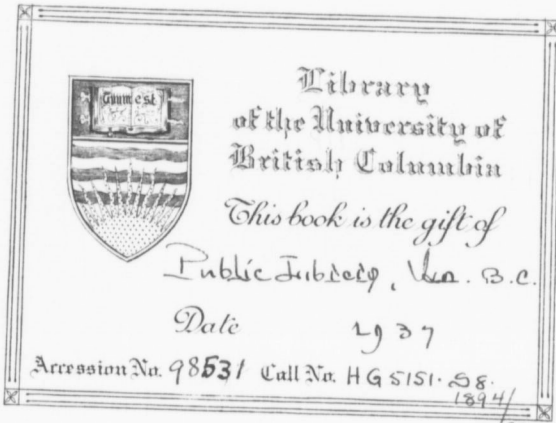 Tuum est
Library
of the University of
British Columbia
This book is the gift of
Public Library, Van. B.C.
Date 1937
Accession No. 98531 Call No. HG5151. S8.
1894/